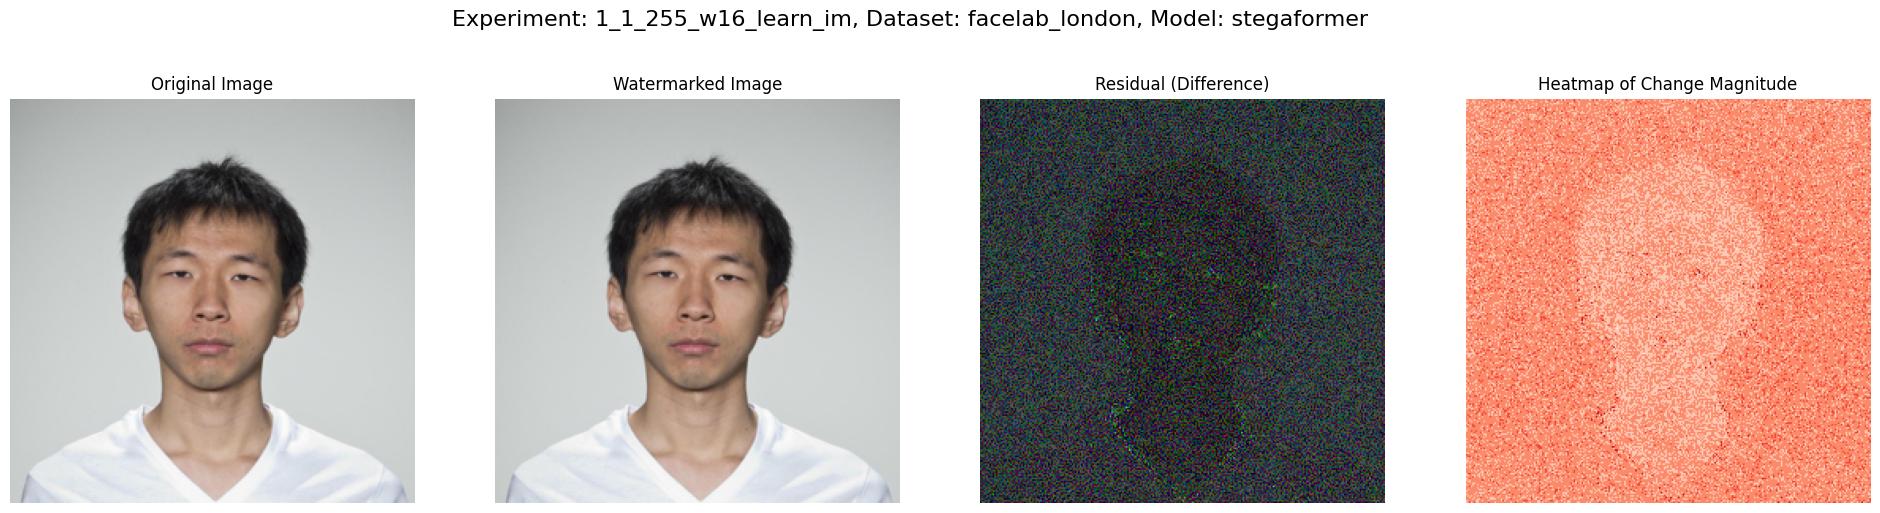 Experiment: 1_1_255_w16_learn_im, Dataset: facelab_london, Model: stegaformer
Original Image
Watermarked Image
Residual (Difference)
Heatmap of Change Magnitude